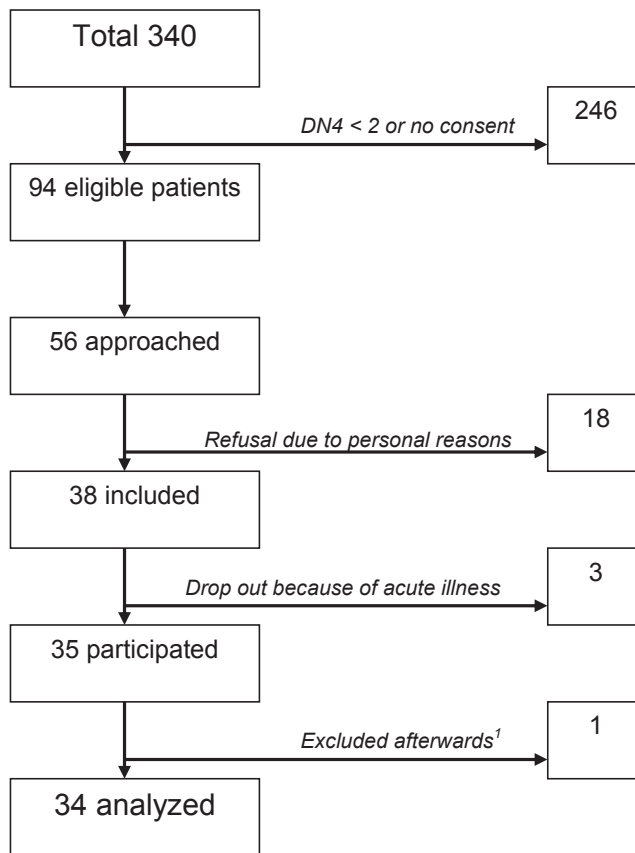 Total 340
246
DN4 < 2 or no consent
94 eligible patients
56 approached
18
Refusal due to personal reasons
38 included
3
Drop out because of acute illness
35 participated
1
Excluded afterwards¹
34 analyzed